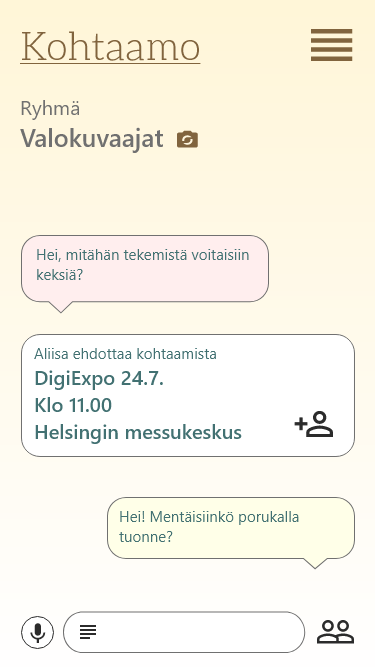 Kohtaamo
Ryhmä
Valokuvaajat
Hei, mitähän tekemistä voitaisiin
keksiä?
Aliisa ehdottaa kohtaamista
DigiExpo 24.7.
Klo 11.00
Helsingin messukeskus
Hei! Mentäisiinkö porukalla
tuonne?